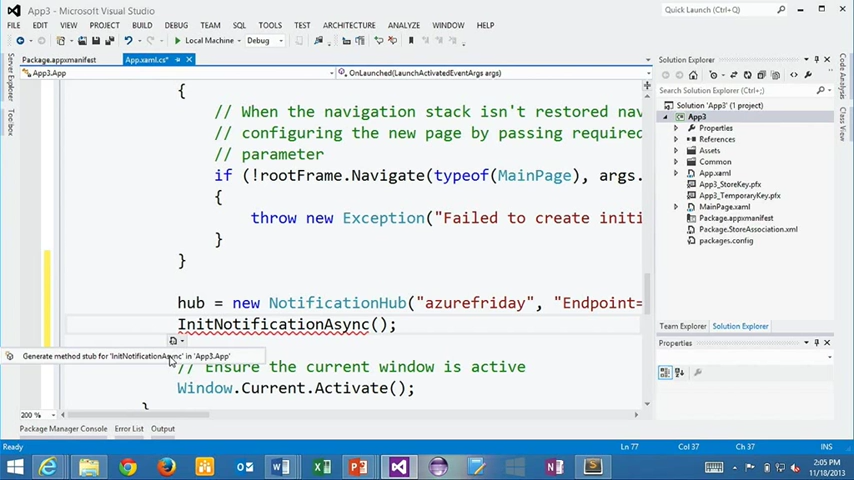 App3 - Microsoft Visual Studio
Quick Launch (Ctrl+Q)
FILE EDIT VIEW PROJECT BUILD DEBUG TEAM SQL TOOLS TEST ARCHITECTURE ANALYZE WINDOW HELP
Local Machine Debug
Package.appxmanifest App.xaml.cs*
App3.App OnLaunched(LaunchActivatedEventArgs args)
Server Explorer
Toolbox
{
// When the navigation stack isn't restored nav
// configuring the new page by passing required
// parameter
if (!rootFrame.Navigate(typeof(MainPage), args.
{
throw new Exception("Failed to create initi
}
}
hub = new NotificationHub("azurefriday", "Endpoint=
InitNotificationAsync();
Generate method stub for 'InitNotificationAsync' in 'App3.App'
// Ensure the current window is active
Window.Current.Activate();
}
200 %
Solution Explorer
Search Solution Explorer (Ctrl+;)
Solution 'App3' (1 project)
App3
Properties
References
Assets
Common
App.xaml
App3_StoreKey.pfx
App3_TemporaryKey.pfx
MainPage.xaml
Package.appxmanifest
Package.StoreAssociation.xml
packages.config
Team Explorer Solution Explorer
Properties
Code Analysis
Class View
Package Manager Console Error List Output
Ready Ln 77 Col 37 Ch 37 INS
2:05 PM
11/18/2013